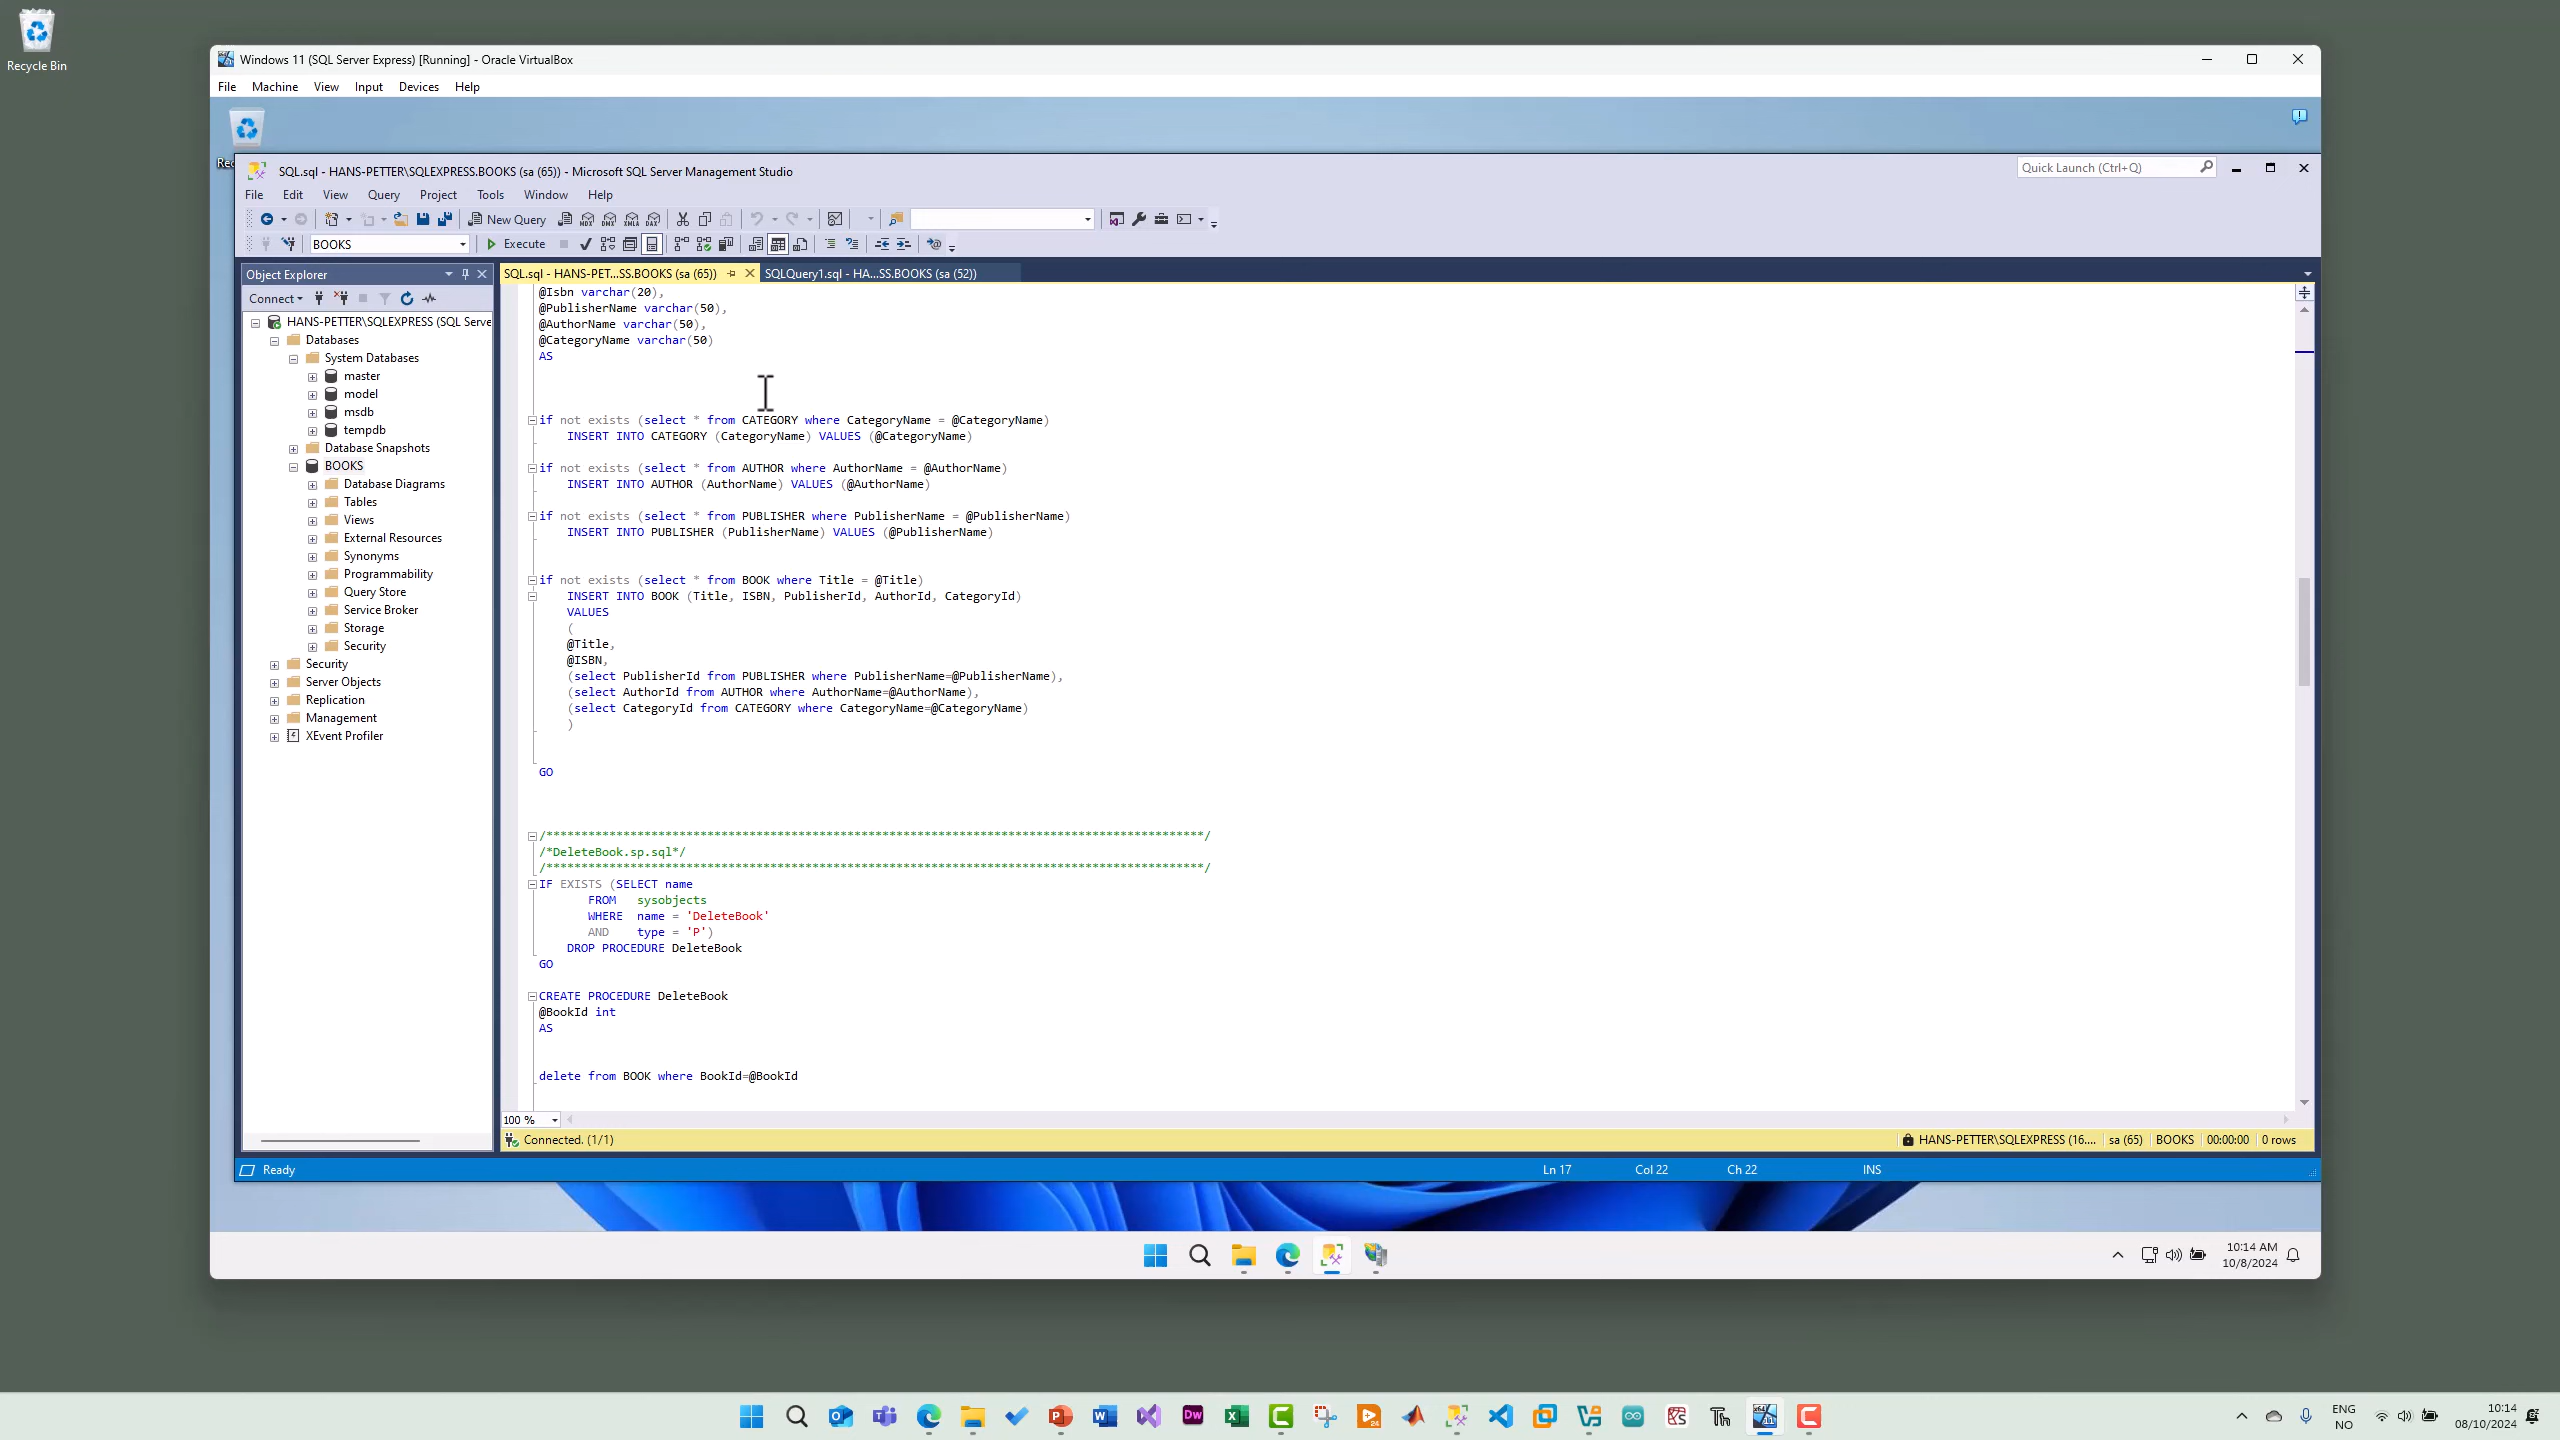 Recycle Bin
Windows 11 (SQL Server Express) [Running] - Oracle VirtualBox
File Machine View Input Devices Help
SQL.sql - HANS-PETTER\SQLEXPRESS.BOOKS (sa (65)) - Microsoft SQL Server Management Studio
Quick Launch (Ctrl+Q)
File Edit View Query Project Tools Window Help
New Query
BOOKS
Execute
Object Explorer
SQL.sql - HANS-PET...SS.BOOKS (sa (65))
SQLQuery1.sql - HA...SS.BOOKS (sa (52))
Connect
HANS-PETTER\SQLEXPRESS (SQL Serve
Databases
System Databases
master
model
msdb
tempdb
Database Snapshots
BOOKS
Database Diagrams
Tables
Views
External Resources
Synonyms
Programmability
Query Store
Service Broker
Storage
Security
Security
Server Objects
Replication
Management
XEvent Profiler
@Isbn varchar(20),
@PublisherName varchar(50),
@AuthorName varchar(50),
@CategoryName varchar(50)
AS
if not exists (select * from CATEGORY where CategoryName = @CategoryName)
INSERT INTO CATEGORY (CategoryName) VALUES (@CategoryName)
if not exists (select * from AUTHOR where AuthorName = @AuthorName)
INSERT INTO AUTHOR (AuthorName) VALUES (@AuthorName)
if not exists (select * from PUBLISHER where PublisherName = @PublisherName)
INSERT INTO PUBLISHER (PublisherName) VALUES (@PublisherName)
if not exists (select * from BOOK where Title = @Title)
INSERT INTO BOOK (Title, ISBN, PublisherId, AuthorId, CategoryId)
VALUES
(
@Title,
@ISBN,
(select PublisherId from PUBLISHER where PublisherName=@PublisherName),
(select AuthorId from AUTHOR where AuthorName=@AuthorName),
(select CategoryId from CATEGORY where CategoryName=@CategoryName)
)
GO
/**********************************************************************************************/
/*DeleteBook.sp.sql*/
/**********************************************************************************************/
IF EXISTS (SELECT name
FROM sysobjects
WHERE name = 'DeleteBook'
AND type = 'P')
DROP PROCEDURE DeleteBook
GO
CREATE PROCEDURE DeleteBook
@BookId int
AS
delete from BOOK where BookId=@BookId
100 %
Connected. (1/1)
HANS-PETTER\SQLEXPRESS (16.... sa (65) BOOKS 00:00:00 0 rows
Ready
Ln 17 Col 22 Ch 22 INS
10:14 AM
10/8/2024
ENG
NO
10:14
08/10/2024